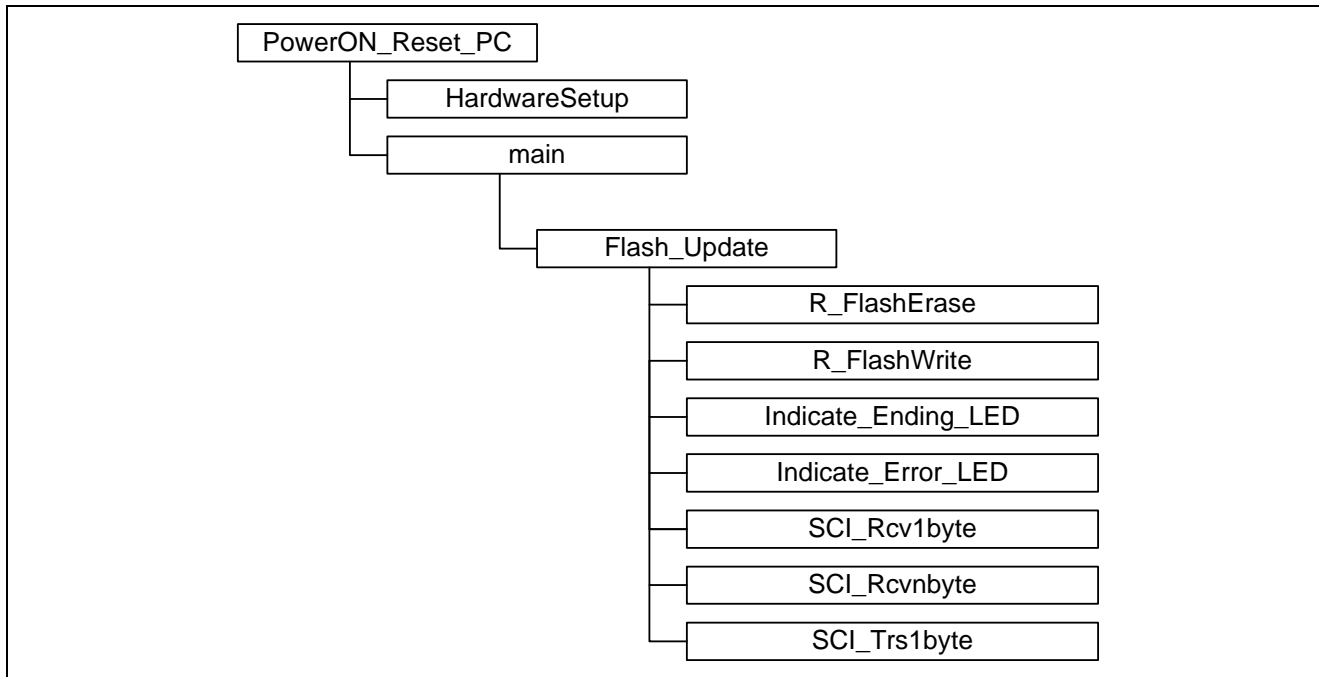 PowerON_Reset_PC
HardwareSetup
main
Flash_Update
R_FlashErase
R_FlashWrite
Indicate_Ending_LED
Indicate_Error_LED
SCI_Rcv1byte
SCI_Rcvnbyte
SCI_Trs1byte